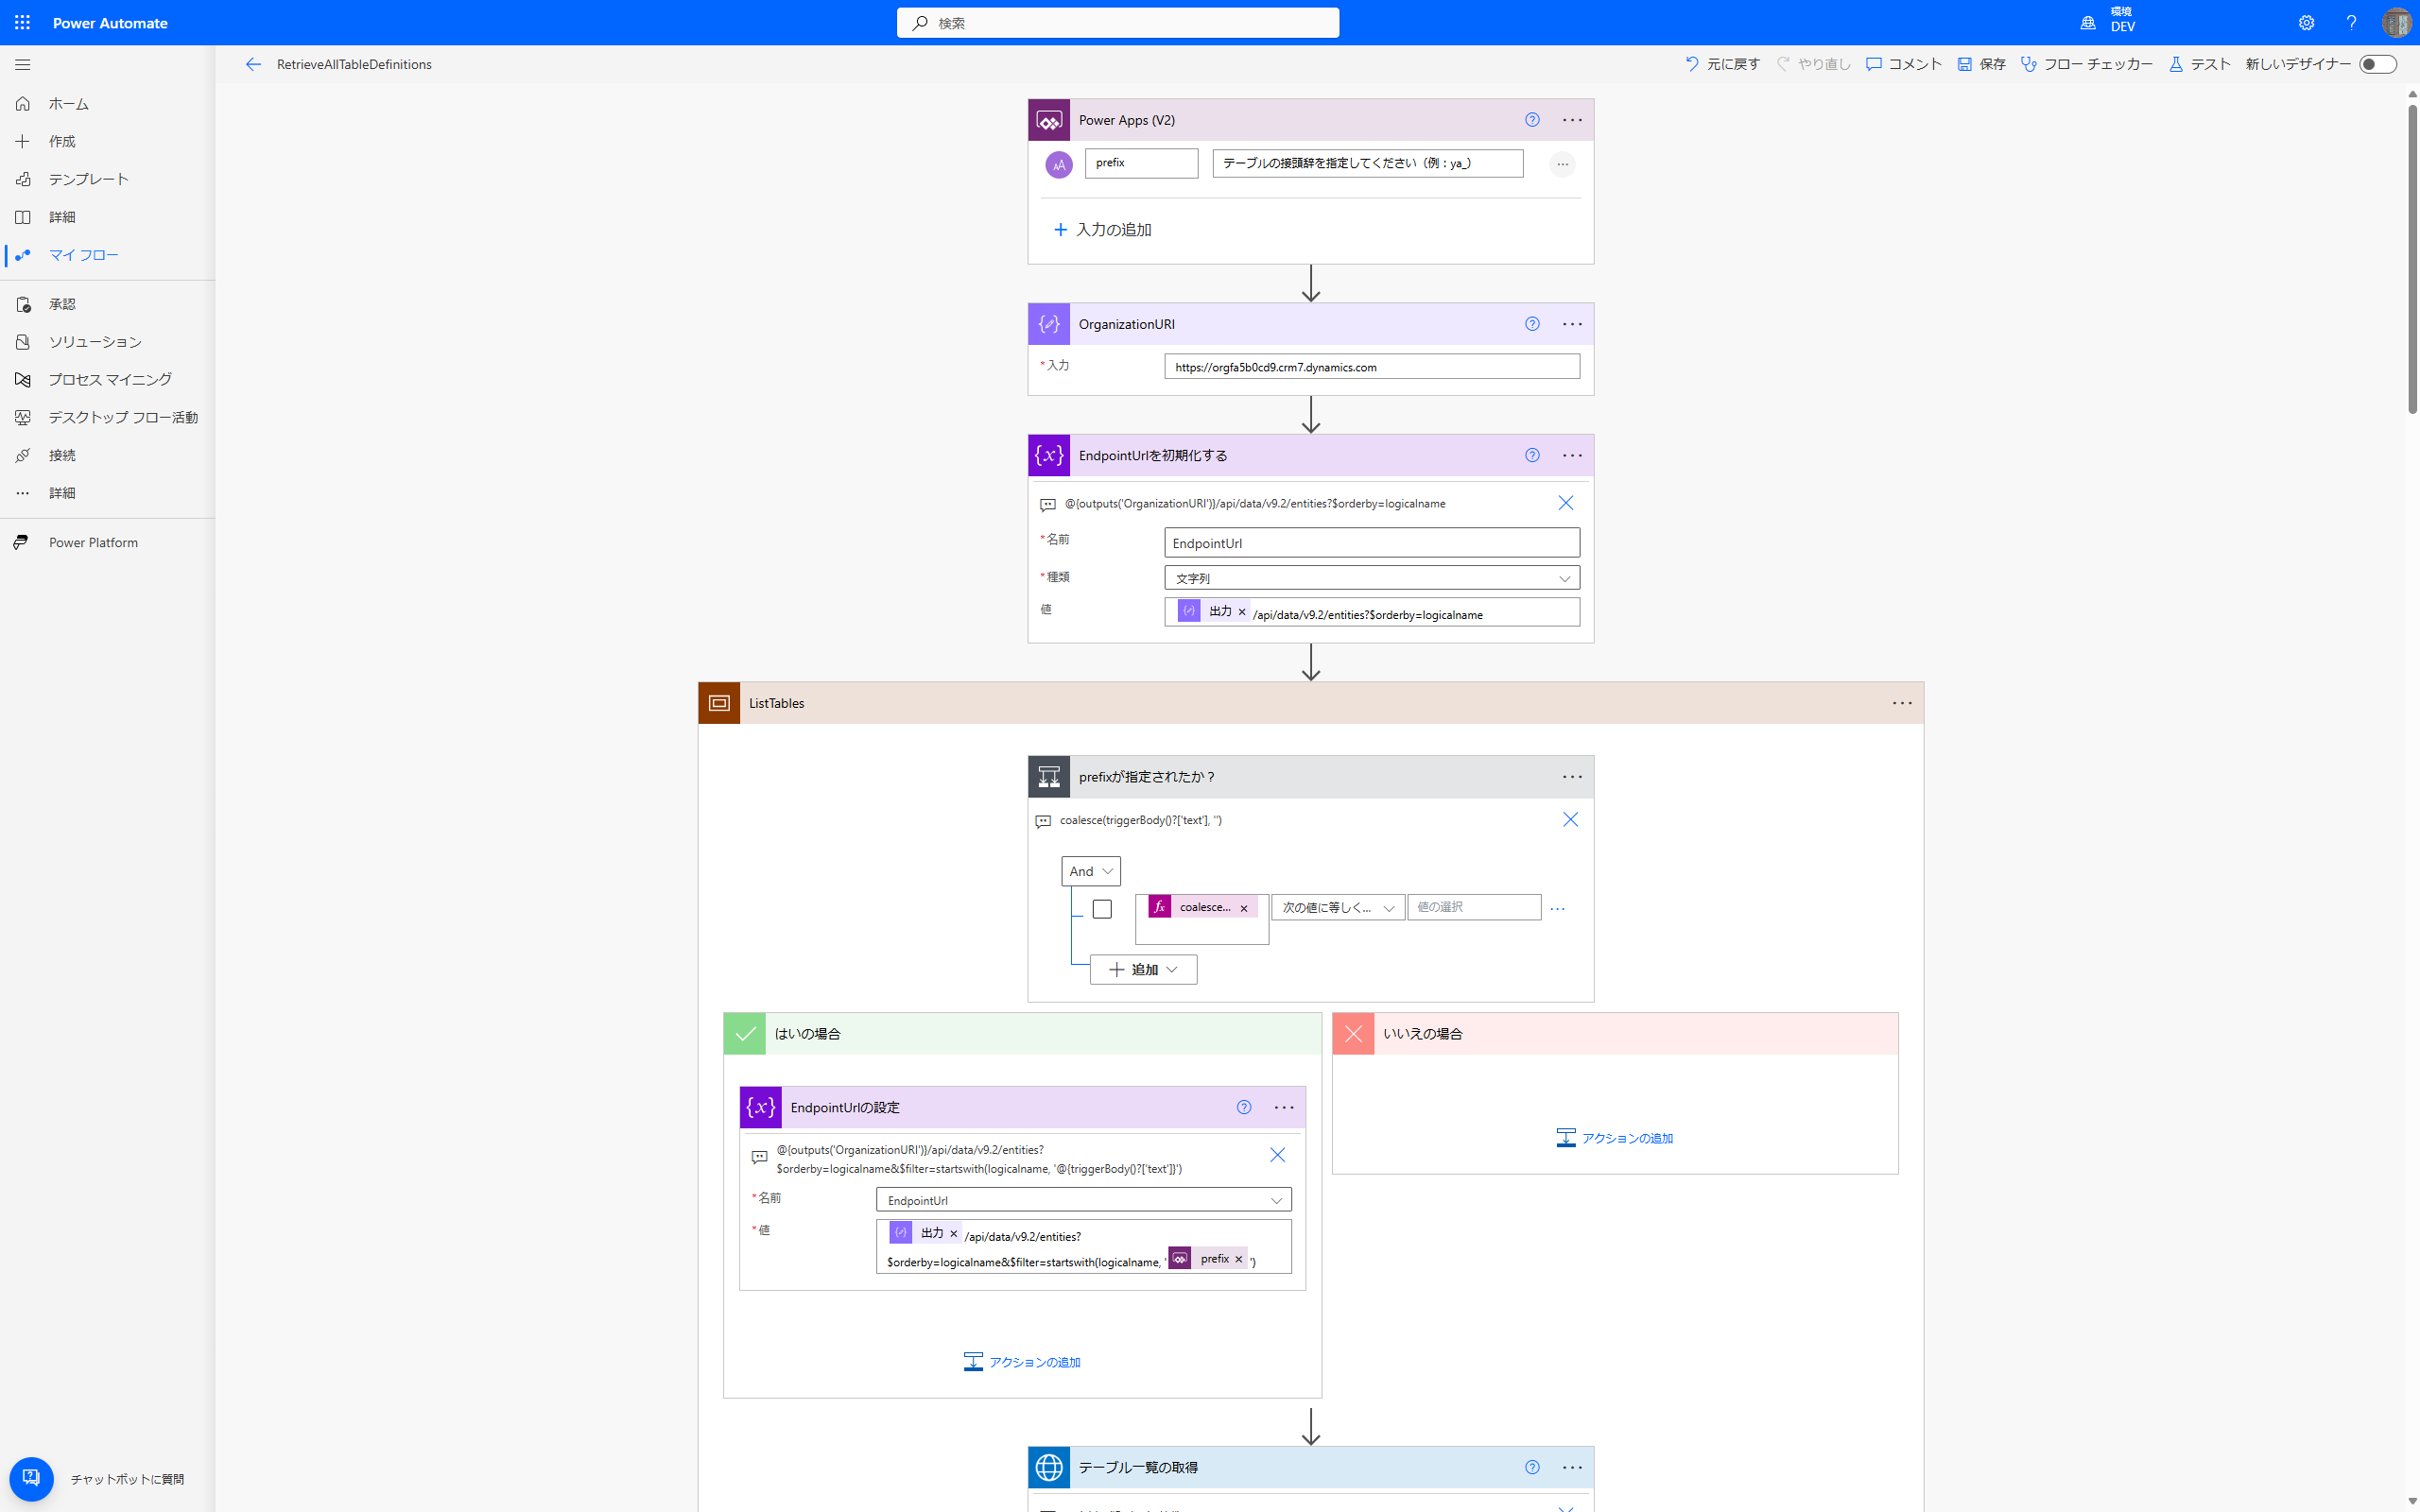 Power Automate
検索
環境
DEV
RetrieveAllTableDefinitions
元に戻す
やり直し
コメント
保存
フロー チェッカー
テスト
新しいデザイナー
ホーム
作成
テンプレート
詳細
マイ フロー
承認
ソリューション
プロセス マイニング
デスクトップ フロー活動
接続
詳細
Power Platform
チャットボットに質問
Power Apps (V2)
prefix
テーブルの接頭辞を指定してください（例：ya_）
入力の追加
OrganizationURI
*入力
https://orgfa5b0cd9.crm7.dynamics.com
EndpointUrlを初期化する
@{outputs('OrganizationURI')}/api/data/v9.2/entities?$orderby=logicalname
*名前
EndpointUrl
*種類
文字列
値
出力 × /api/data/v9.2/entities?$orderby=logicalname
ListTables
prefixが指定されたか？
coalesce(triggerBody()?['text'], '')
And
coalesce... ×
次の値に等しく...
値の選択
追加
はいの場合
いいえの場合
EndpointUrlの設定
@{outputs('OrganizationURI')}/api/data/v9.2/entities?
$orderby=logicalname&$filter=startswith(logicalname, '@{triggerBody()?['text']}')
*名前
EndpointUrl
*値
出力 × /api/data/v9.2/entities?
$orderby=logicalname&$filter=startswith(logicalname, ' prefix × ')
アクションの追加
アクションの追加
テーブル一覧の取得